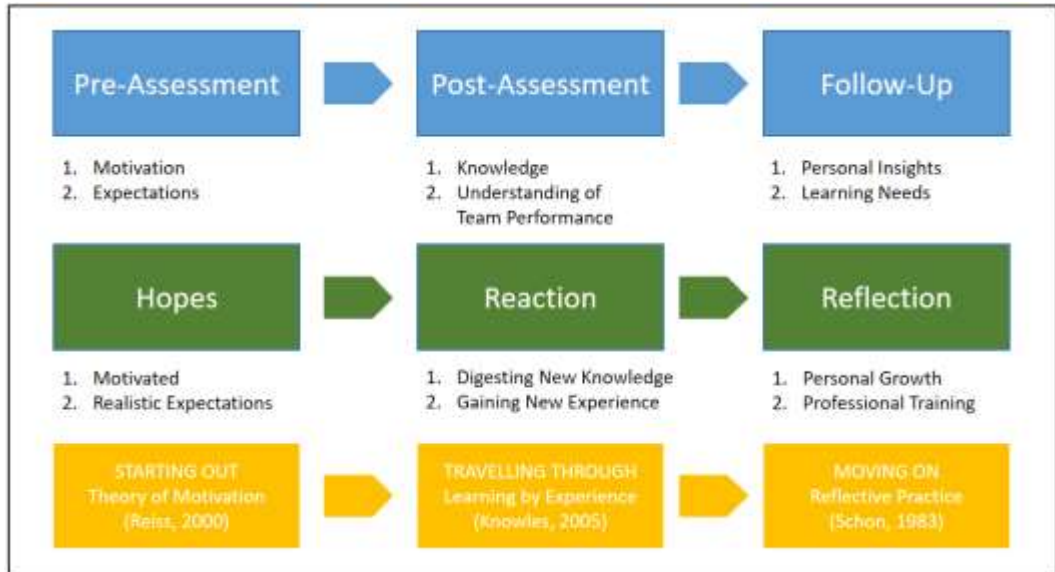 Pre-Assessment
Post-Assessment
Follow-Up
1. Motivation
2. Expectations
1. Knowledge
2. Understanding of
Team Performance
1. Personal Insights
2. Learning Needs
Hopes
Reaction
Reflection
1. Motivated
2. Realistic Expectations
1. Digesting New Knowledge
2. Gaining New Experience
1. Personal Growth
2. Professional Training
STARTING OUT
Theory of Motivation
(Reiss, 2000)
TRAVELLING THROUGH
Learning by Experience
(Knowles, 2005)
MOVING ON
Reflective Practice
(Schon, 1983)